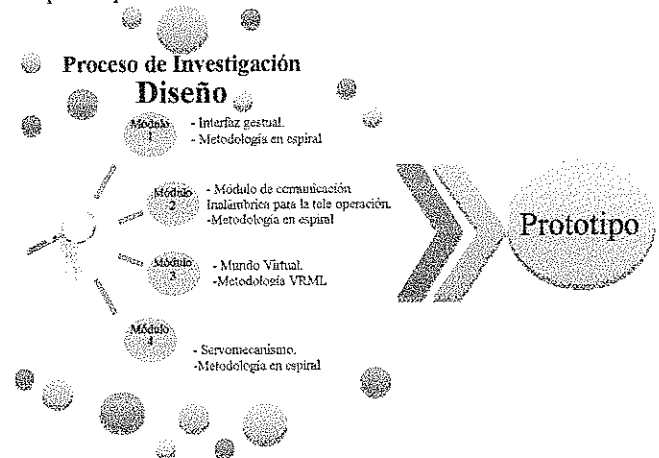 Proceso de Investigación
Diseño
Módulo
1
- Interfaz gestual.
- Metodología en espiral
Módulo
2
- Módulo de comunicación
Inalámbrica para la tele operación.
-Metodología en espiral
Módulo
3
- Mundo Virtual.
-Metodología VRML
Módulo
4
- Servomecanismo.
-Metodología en espiral
Prototipo